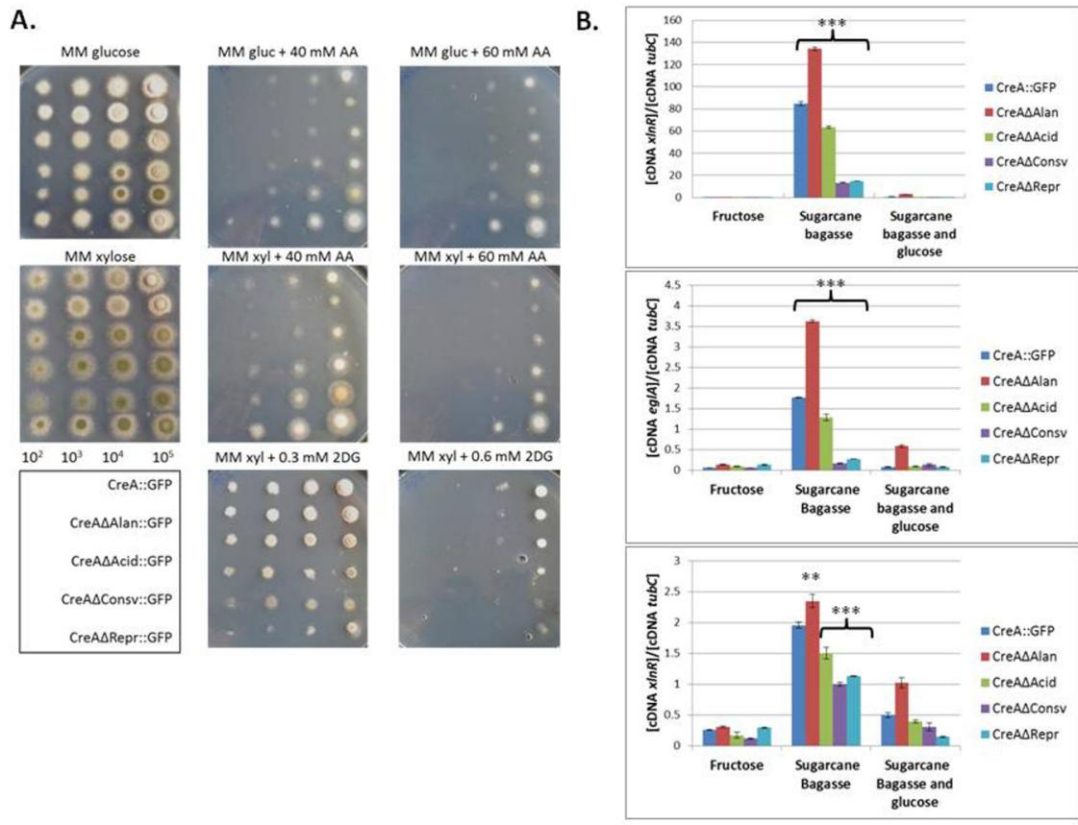 A.
MM glucose
MM gluc + 40 mM AA
MM gluc + 60 mM AA
MM xylose
MM xyl + 40 mM AA
MM xyl + 60 mM AA
10² 10³ 10⁴ 10⁵
MM xyl + 0.3 mM 2DG
MM xyl + 0.6 mM 2DG
CreA::GFP
CreAΔAlan::GFP
CreAΔAcid::GFP
CreAΔConsv::GFP
CreAΔRepr::GFP
B.
[cDNA xlnR]/[cDNA tubC]
160
140
120
100
80
60
40
20
0
***
Fructose
Sugarcane
bagasse
Sugarcane
bagasse and
glucose
CreA::GFP
CreAΔAlan
CreAΔAcid
CreAΔConsv
CreAΔRepr
[cDNA eglA]/[cDNA tubC]
4.5
4
3.5
3
2.5
2
1.5
1
0.5
0
***
Fructose
Sugarcane
Bagasse
Sugarcane
bagasse and
glucose
CreA::GFP
CreAΔAlan
CreAΔAcid
CreAΔConsv
CreAΔRepr
[cDNA xlnR]/[cDNA tubC]
3
2.5
2
1.5
1
0.5
0
**
***
Fructose
Sugarcane
Bagasse
Sugarcane
Bagasse and
glucose
CreA::GFP
CreAΔAlan
CreAΔAcid
CreAΔConsv
CreAΔRepr